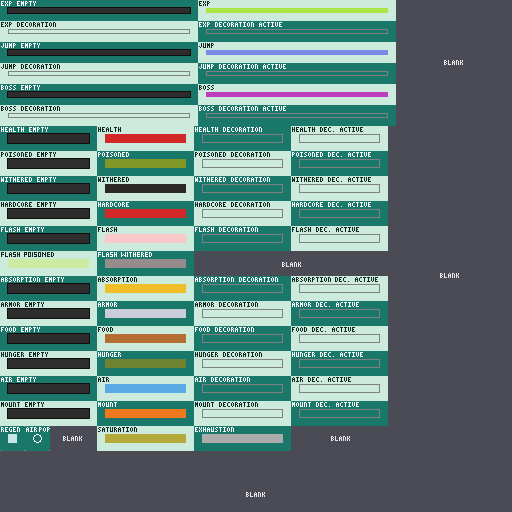 EXP EMPTY EXP
EXP DECORATION EXP DECORATION ACTIVE
JUMP EMPTY JUMP
BLANK
JUMP DECORATION JUMP DECORATION ACTIVE
BOSS EMPTY BOSS
BOSS DECORATION BOSS DECORATION ACTIVE
HEALTH EMPTY HEALTH HEALTH DECORATION HEALTH DEC. ACTIVE
POISONED EMPTY POISONED POISONED DECORATION POISONED DEC. ACTIVE
WITHERED EMPTY WITHERED WITHERED DECORATION WITHERED DEC. ACTIVE
HARDCORE EMPTY HARDCORE HARDCORE DECORATION HARDCORE DEC. ACTIVE
FLASH EMPTY FLASH FLASH DECORATION FLASH DEC. ACTIVE
FLASH POISONED FLASH WITHERED
BLANK
BLANK
ABSORPTION EMPTY ABSORPTION ABSORPTION DECORATION ABSORPTION DEC. ACTIVE
ARMOR EMPTY ARMOR ARMOR DECORATION ARMOR DEC. ACTIVE
FOOD EMPTY FOOD FOOD DECORATION FOOD DEC. ACTIVE
HUNGER EMPTY HUNGER HUNGER DECORATION HUNGER DEC. ACTIVE
AIR EMPTY AIR AIR DECORATION AIR DEC. ACTIVE
MOUNT EMPTY MOUNT MOUNT DECORATION MOUNT DEC. ACTIVE
REGEN AIRPOP SATURATION EXHAUSTION
BLANK BLANK
BLANK